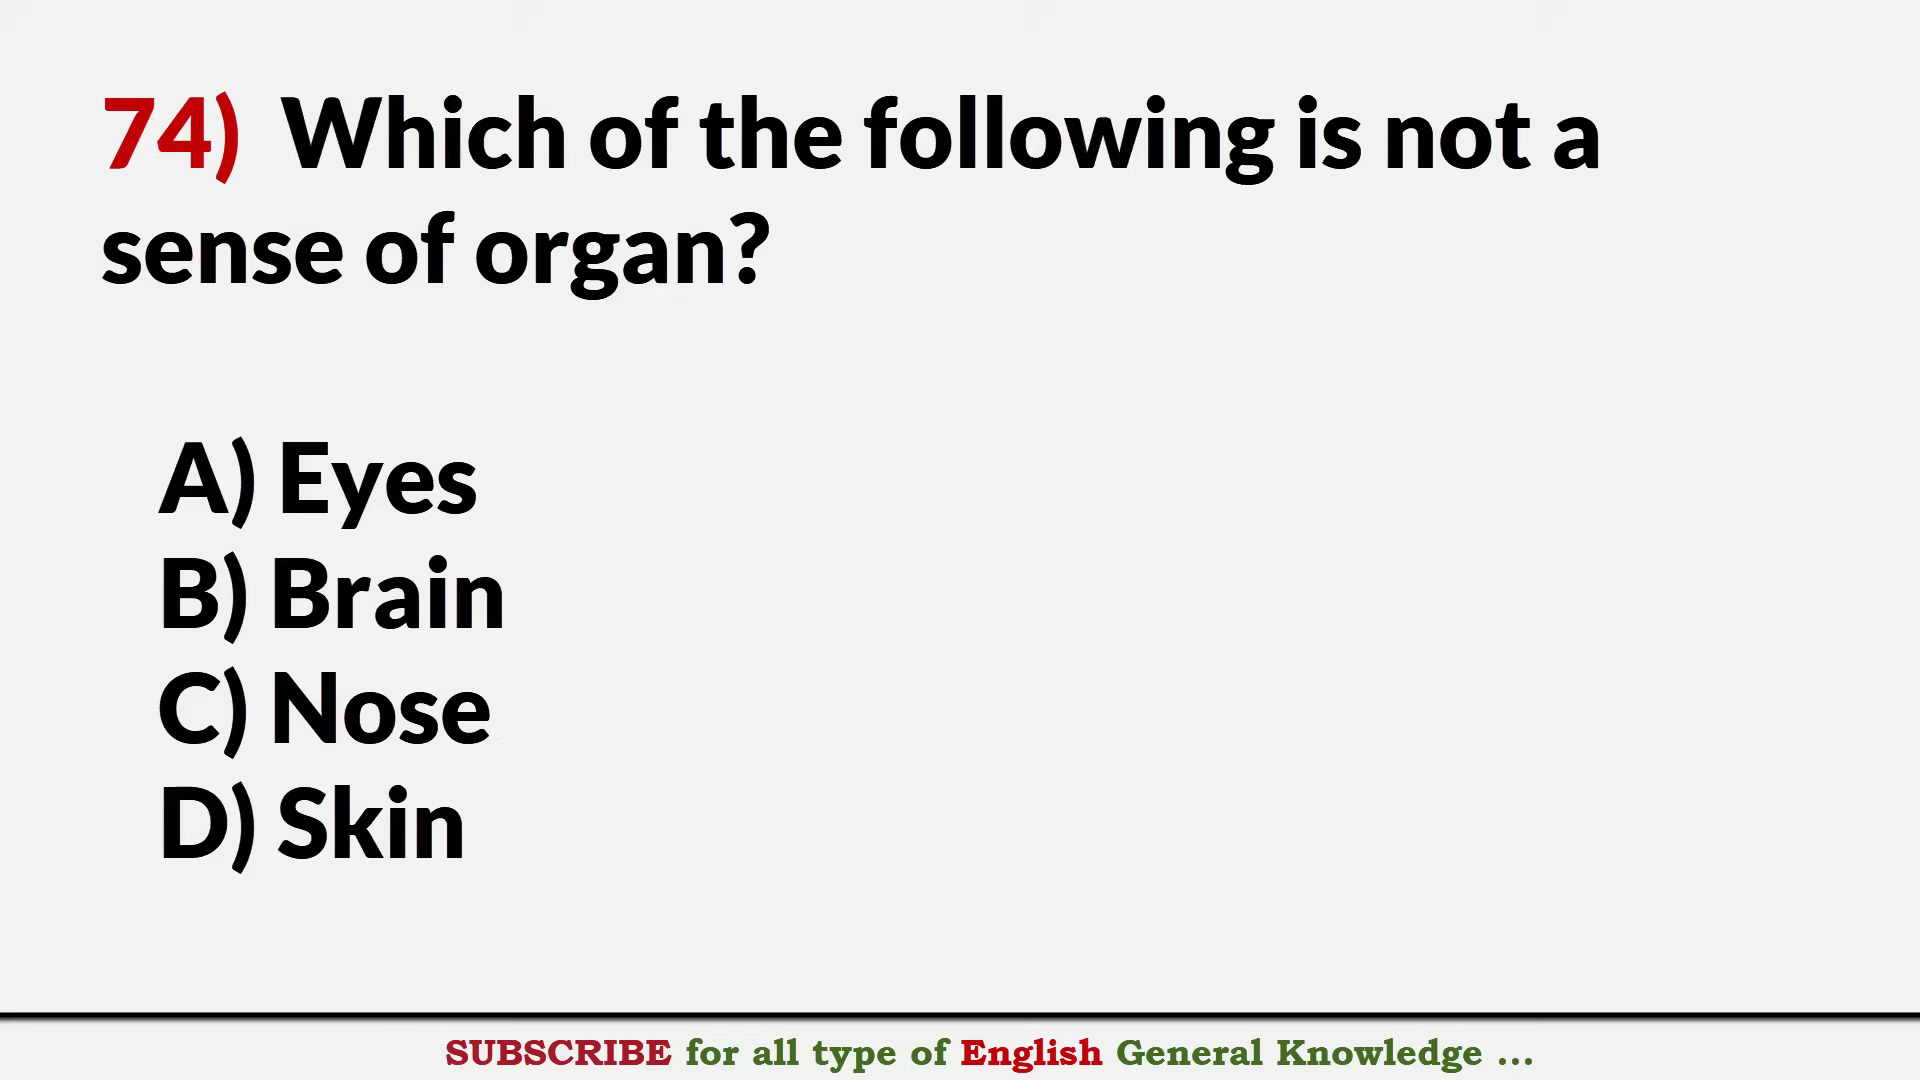 74) Which of the following is not a
sense of organ?
A) Eyes
B) Brain
C) Nose
D) Skin
SUBSCRIBE for all type of English General Knowledge ...